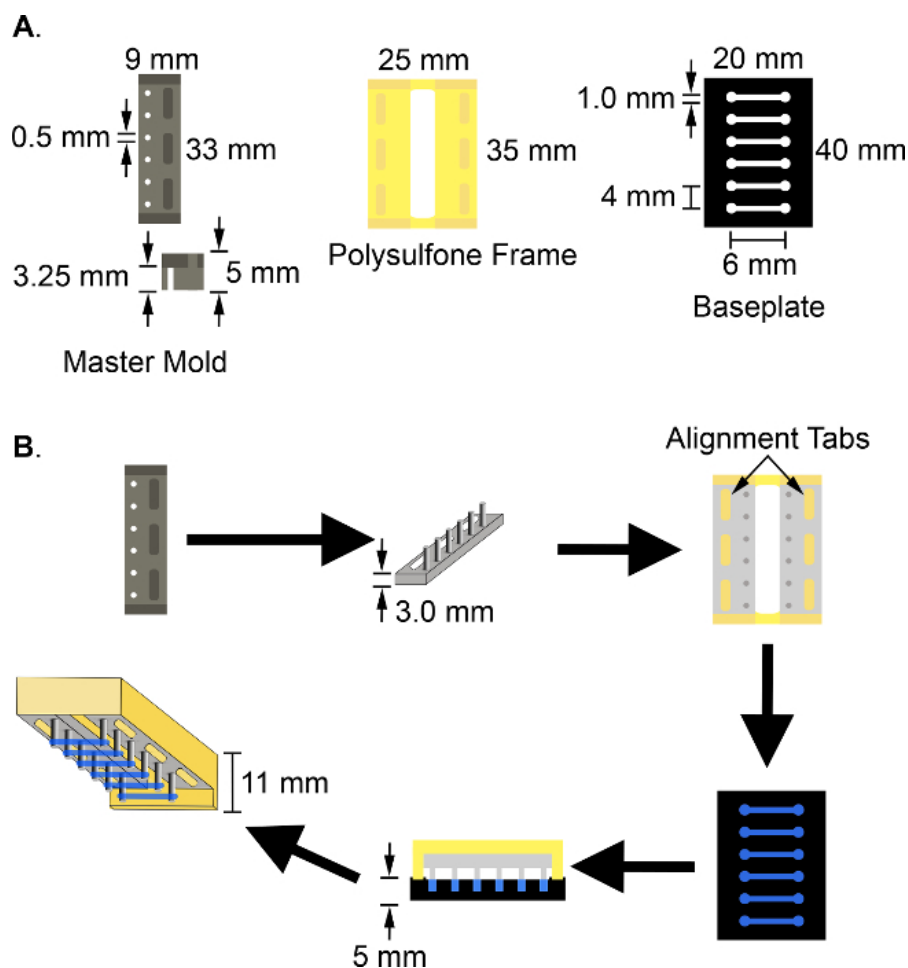 A.
9 mm
25 mm
20 mm
0.5 mm
33 mm
35 mm
1.0 mm
40 mm
4 mm
3.25 mm
5 mm
Polysulfone Frame
6 mm
Baseplate
Master Mold
B.
Alignment Tabs
3.0 mm
11 mm
5 mm